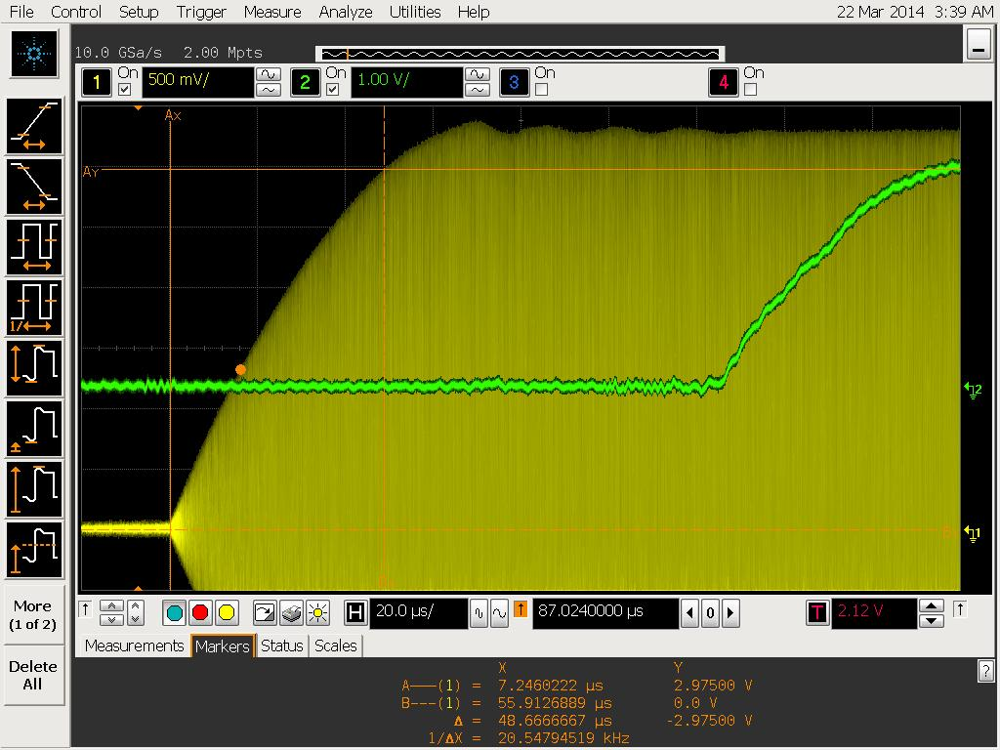 File Control Setup Trigger Measure Analyze Utilities Help 22 Mar 2014 3:39 AM
10.0 GSa/s 2.00 Mpts
1 On 500 mV/ 2 On 1.00 V/ 3 On 4 On
Ax
Ay
2
1
1/
More
(1 of 2)
Delete
All
H 20.0 µs/ 87.0240000 µs 0 T 2.12 V
Measurements Markers Status Scales
?
X Y
A——(1) = 7.2460222 µs 2.97500 V
B---(1) = 55.9126889 µs 0.0 V
Δ = 48.6666667 µs -2.97500 V
1/ΔX = 20.54794519 kHz